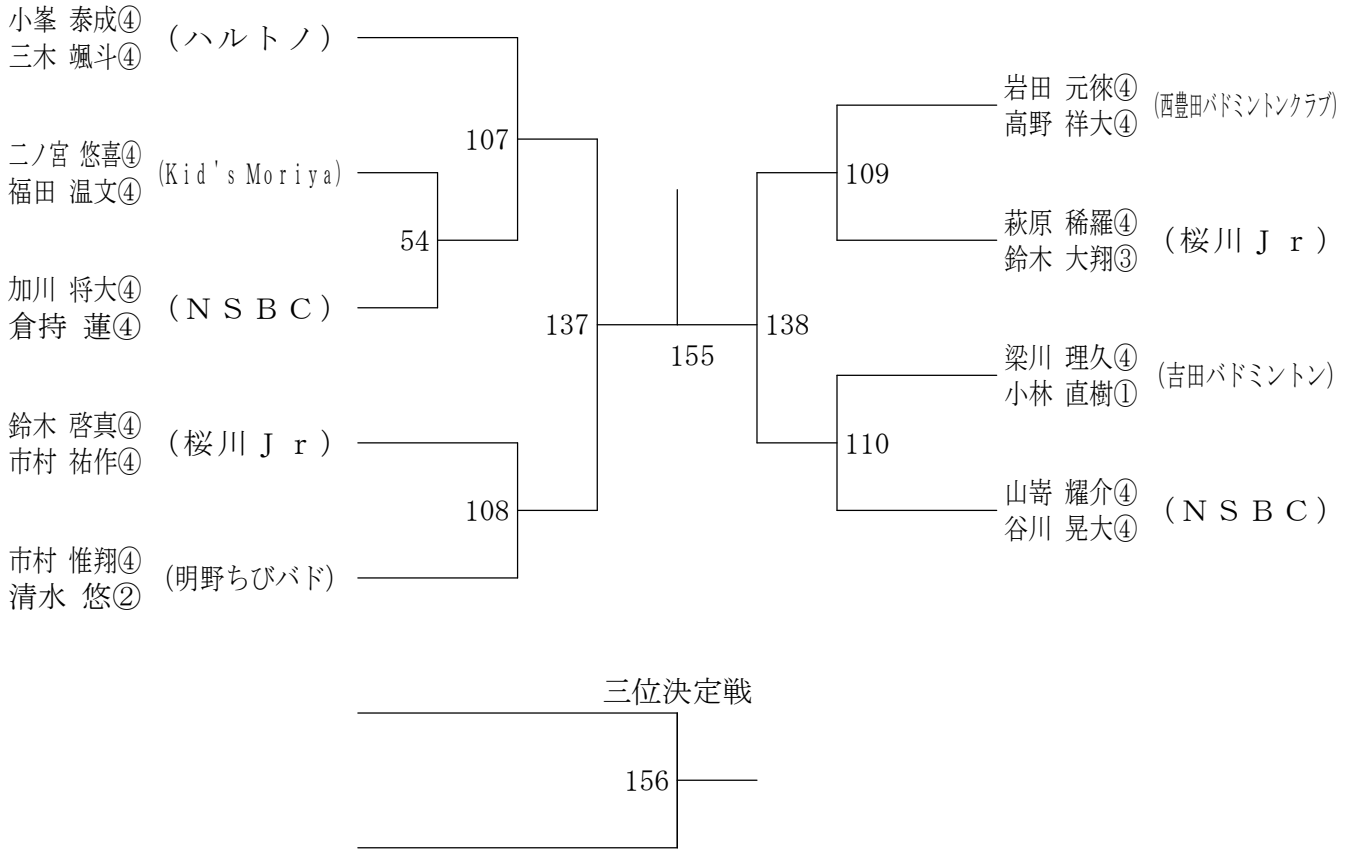 小峯 泰成④
三木 颯斗④
(ハルトノ)
二ノ宮 悠喜④
福田 温文④
(Kid's Moriya)
加川 将大④
倉持 蓮④
(NSBC)
鈴木 啓真④
市村 祐作④
(桜川Jr)
市村 惟翔④
清水 悠②
(明野ちびバド)
107
54
137
108
155
138
109
110
岩田 元徠④
高野 祥大④
(西豊田バドミントンクラブ)
萩原 稀羅④
鈴木 大翔③
(桜川Jr)
梁川 理久④
小林 直樹①
(吉田バドミントン)
山嵜 耀介④
谷川 晃大④
(NSBC)
三位決定戦
156